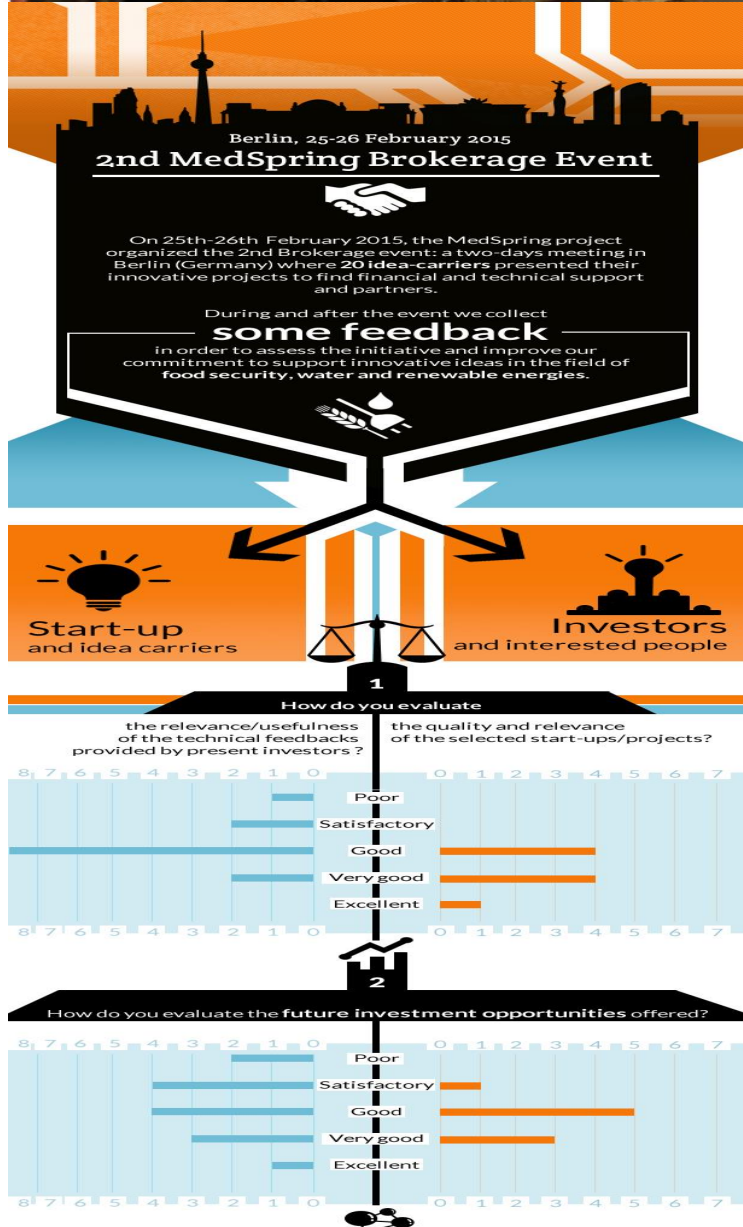 Berlin, 25-26 February 2015
2nd MedSpring Brokerage Event
On 25th-26th February 2015, the MedSpring project
organized the 2nd Brokerage event: a two-days meeting in
Berlin (Germany) where 20 idea-carriers presented their
innovative projects to find financial and technical support
and partners.
During and after the event we collect
some feedback
in order to assess the initiative and improve our
commitment to support innovative ideas in the field of
food security, water and renewable energies.
Start-up
and idea carriers
Investors
and interested people
1
How do you evaluate
the relevance/usefulness
of the technical feedbacks
provided by present investors ?
the quality and relevance
of the selected start-ups/projects?
8 7 6 5 4 3 2 1 0 0 1 2 3 4 5 6 7
Poor
Satisfactory
Good
Very good
Excellent
8 7 6 5 4 3 2 1 0 0 1 2 3 4 5 6 7
2
How do you evaluate the future investment opportunities offered?
8 7 6 5 4 3 2 1 0 0 1 2 3 4 5 6 7
Poor
Satisfactory
Good
Very good
Excellent
8 7 6 5 4 3 2 1 0 0 1 2 3 4 5 6 7